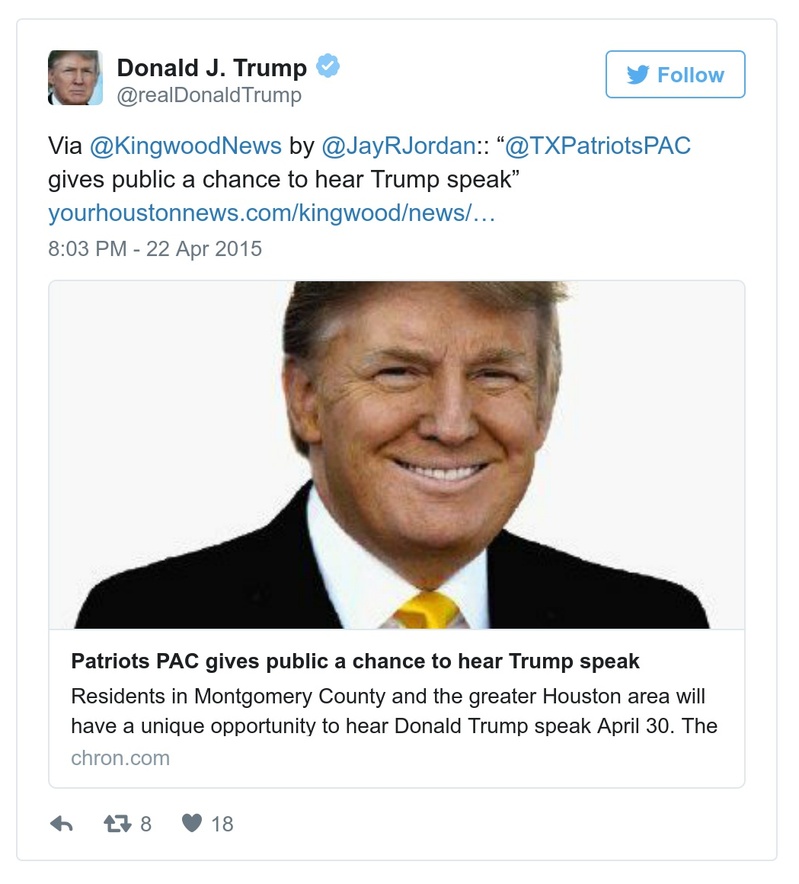 Donald J. Trump
@realDonaldTrump
Follow
Via @KingwoodNews by @JayRJordan:: “@TXPatriotsPAC
gives public a chance to hear Trump speak”
yourhoustonnews.com/kingwood/news/…
8:03 PM - 22 Apr 2015
Patriots PAC gives public a chance to hear Trump speak
Residents in Montgomery County and the greater Houston area will
have a unique opportunity to hear Donald Trump speak April 30. The
chron.com
8 18